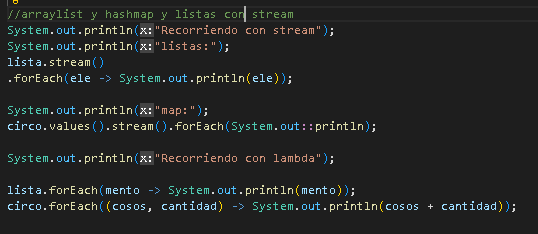 //arraylist y hashmap y listas con stream
System.out.println(x:"Recorriendo con stream");
System.out.println(x:"listas:");
lista.stream()
.forEach(ele -> System.out.println(ele));
System.out.println(x:"map:");
circo.values().stream().forEach(System.out::println);
System.out.println(x:"Recorriendo con lambda");
lista.forEach(mento -> System.out.println(mento));
circo.forEach((cosos, cantidad) -> System.out.println(cosos + cantidad));